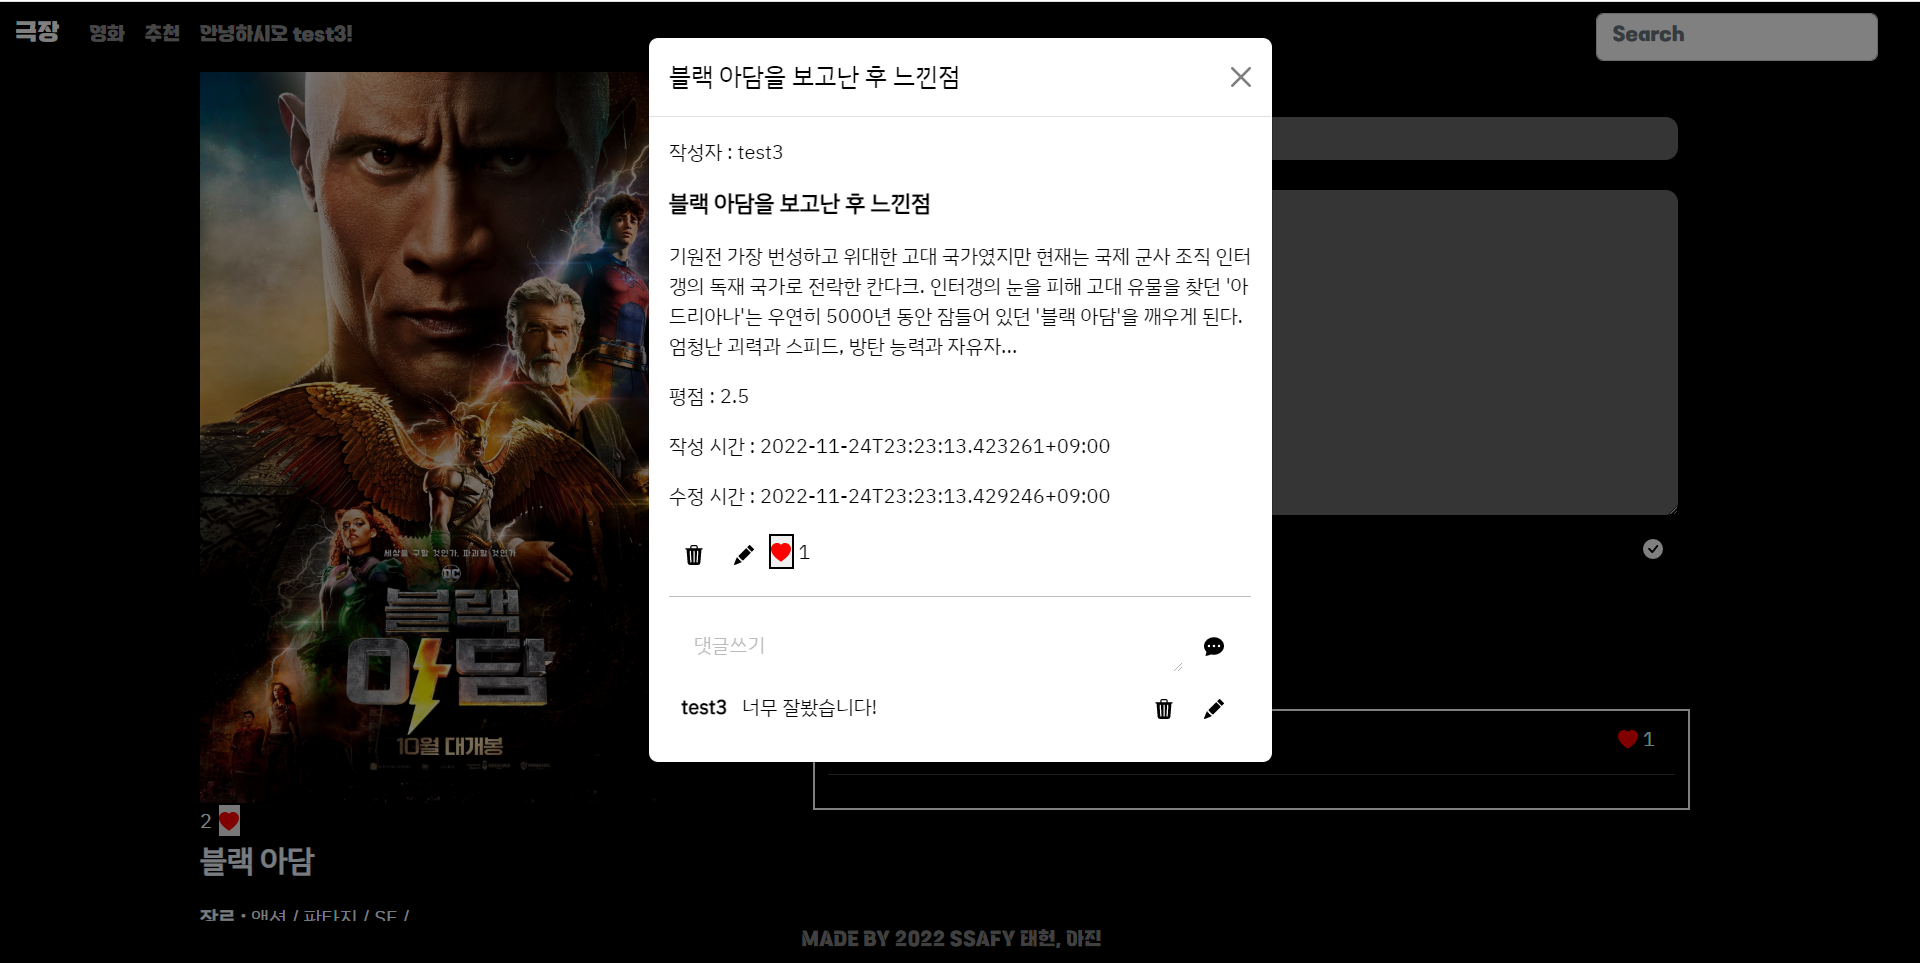 극장 영화 추천 안녕하시오 test3! Search
블랙 아담을 보고난 후 느낀점
작성자 : test3
블랙 아담을 보고난 후 느낀점
기원전 가장 번성하고 위대한 고대 국가였지만 현재는 국제 군사 조직 인터
갱의 독재 국가로 전락한 칸다크. 인터갱의 눈을 피해 고대 유물을 찾던 '아
드리아나'는 우연히 5000년 동안 잠들어 있던 '블랙 아담'을 깨우게 된다.
엄청난 괴력과 스피드, 방탄 능력과 자유자...
평점 : 2.5
작성 시간 : 2022-11-24T23:23:13.423261+09:00
수정 시간 : 2022-11-24T23:23:13.429246+09:00
1
댓글쓰기
test3 너무 잘봤습니다!
세상을 구할 것인가, 파괴할 것인가
DC
블랙
아담
10월 대개봉
1
2
블랙 아담
장르 : 액션 / 판타지 / SF /
MADE BY 2022 SSAFY 태현, 아진